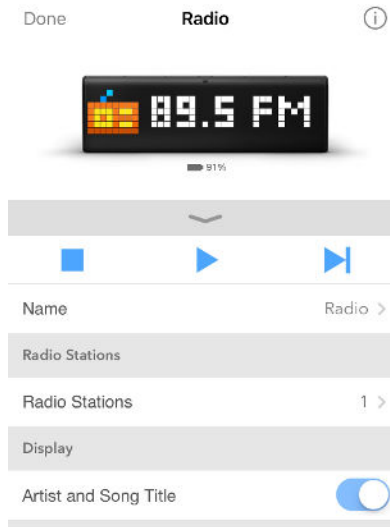 Done Radio
89.5 FM
91%
Name Radio
Radio Stations
Radio Stations 1
Display
Artist and Song Title